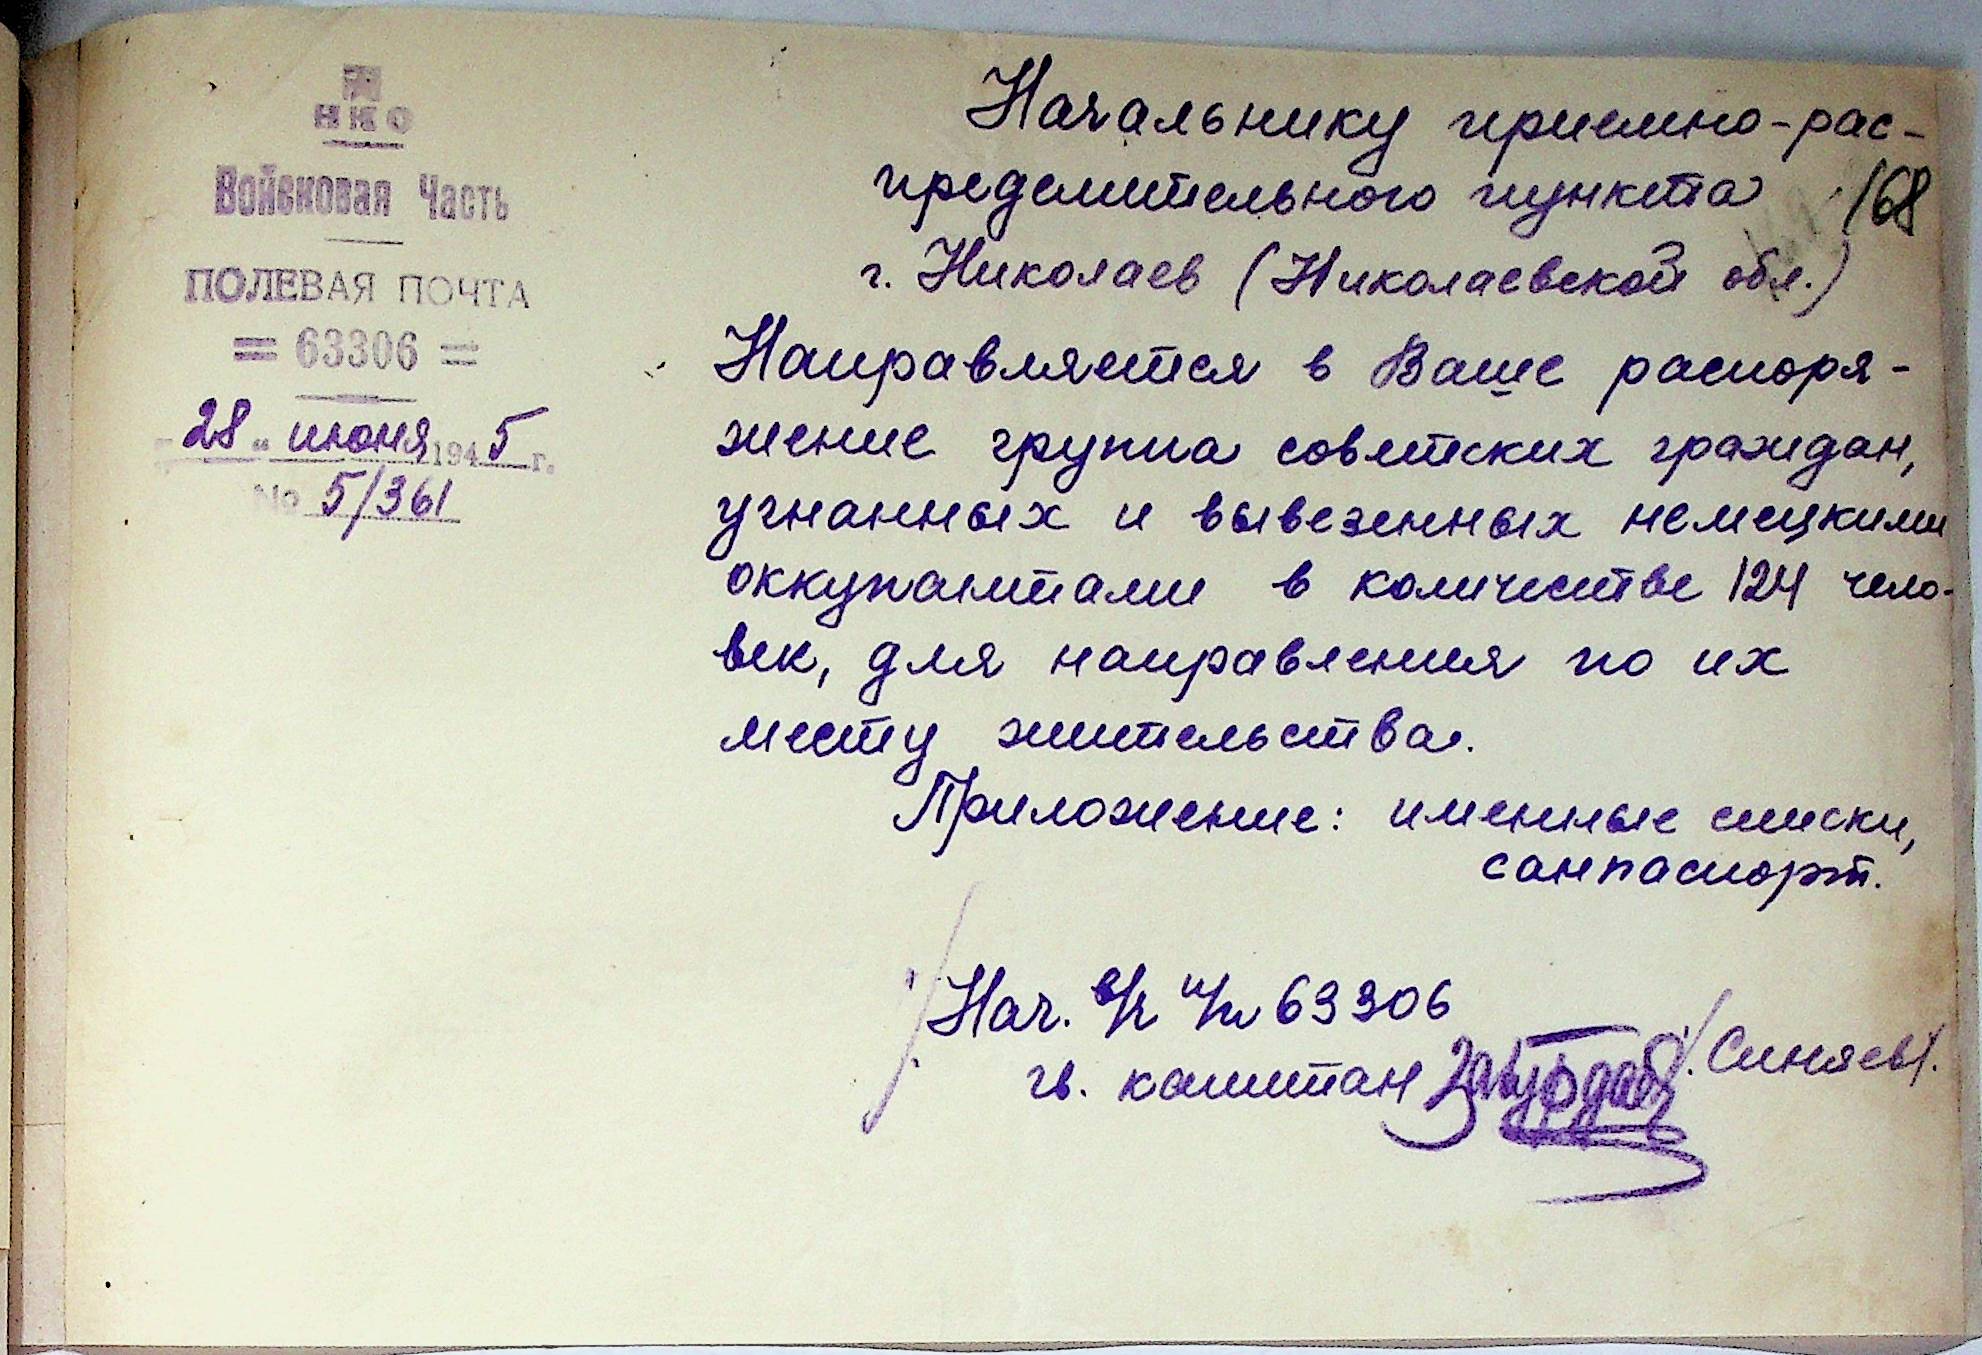 НКО
Войсковая Часть
ПОЛЕВАЯ ПОЧТА
= 63306 =
"28" июня 1945 г.
№ 5/361
Начальнику приемно-рас-
пределительного пункта
168
г. Николаев (Николаевской обл.)
Направляется в Ваше распоря-
жение группа советских граждан,
угнанных и вывезенных немецкими
оккупантами в количестве 124 чело-
век, для направления по их
месту жительства.
Приложение: именные списки,
санпаспорт.
Нач. в/ч п/п 63306
гв. капитан /Синяев/.